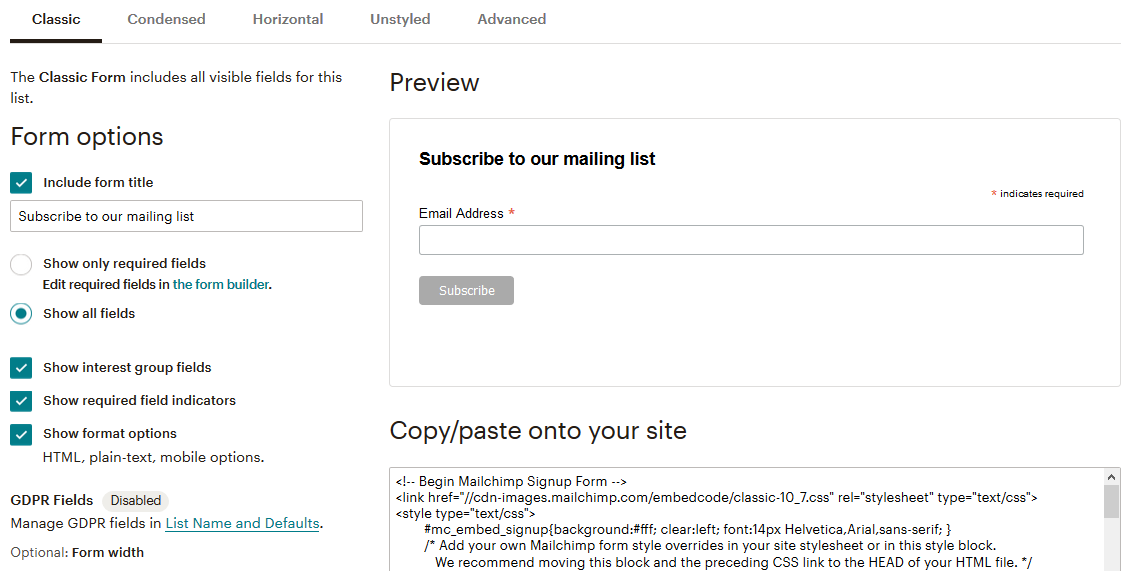 Classic Condensed Horizontal Unstyled Advanced
The Classic Form includes all visible fields for this
list.
Form options
Include form title
Subscribe to our mailing list
Show only required fields
Edit required fields in the form builder.
Show all fields
Show interest group fields
Show required field indicators
Show format options
HTML, plain-text, mobile options.
GDPR Fields Disabled
Manage GDPR fields in List Name and Defaults.
Optional: Form width
Preview
Subscribe to our mailing list
* indicates required
Email Address *
Subscribe
Copy/paste onto your site
<!-- Begin Mailchimp Signup Form -->
<link href="//cdn-images.mailchimp.com/embedcode/classic-10_7.css" rel="stylesheet" type="text/css">
<style type="text/css">
#mc_embed_signup{background:#fff; clear:left; font:14px Helvetica,Arial,sans-serif; }
/* Add your own Mailchimp form style overrides in your site stylesheet or in this style block.
We recommend moving this block and the preceding CSS link to the HEAD of your HTML file. */